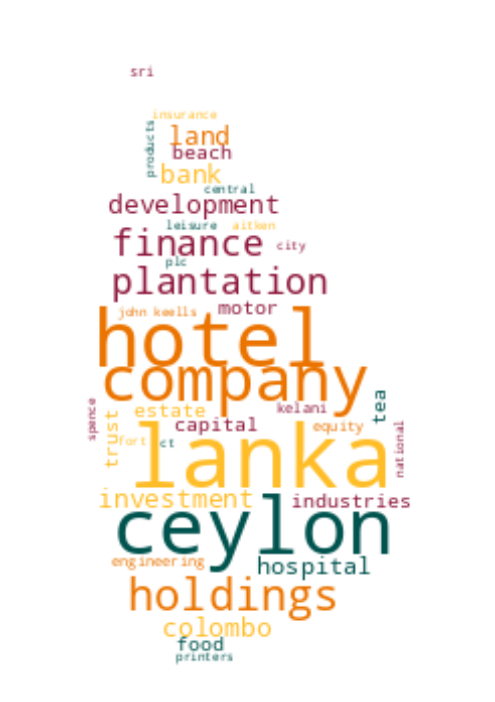 sri
insurance
products
land
beach
bank
central
development
leisure aitken
finance city
plc
plantation
john keells motor
hotel
company
spence
estate kelani tea
trust capital equity national
fort ct
lanka
investment industries
ceylon
engineering hospital
holdings
colombo
food
printers